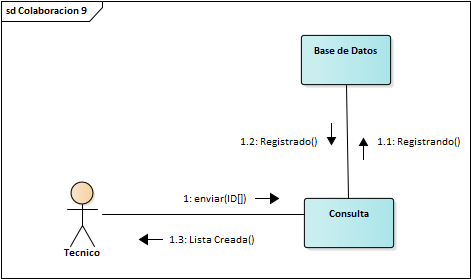 sd Colaboracion 9
Base de Datos
1.2: Registrado()
1.1: Registrando()
1: enviar(ID[])
Consulta
1.3: Lista Creada()
Tecnico